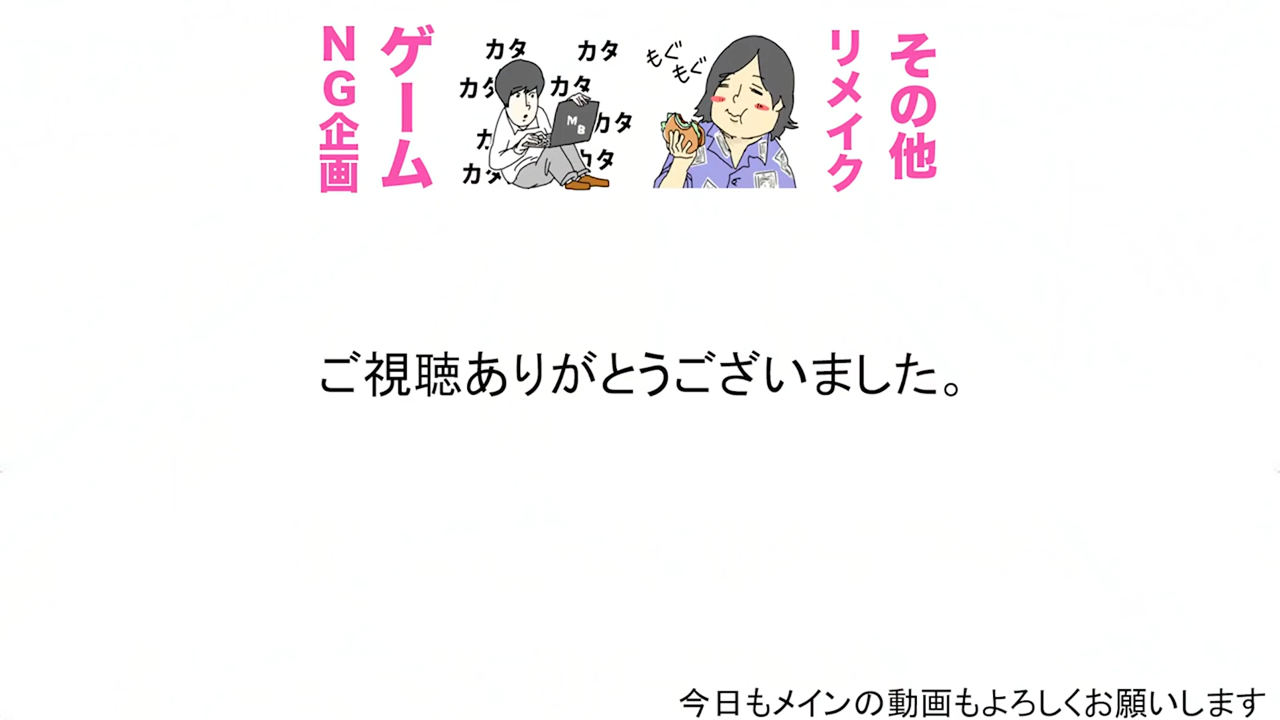 ゲーム
NG企画
カタ
カタ
カタ
カタ
カタ
カタ
カタ
カタ
MB
もぐ
もぐ
その他
リメイク
ご視聴ありがとうございました。
今日もメインの動画もよろしくお願いします